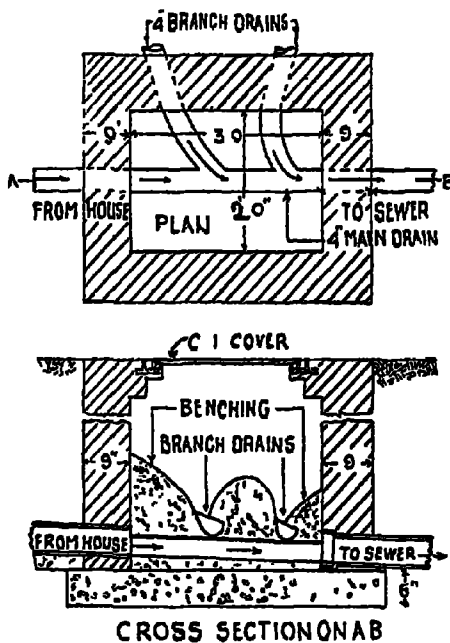 4" BRANCH DRAINS
9" 3 0 9
A B
FROM HOUSE TO SEWER
2 0"
PLAN
4" MAIN DRAIN
C I COVER
BENCHING
BRANCH DRAINS
9" 9
FROM HOUSE
TO SEWER
6"
CROSS SECTION ON AB